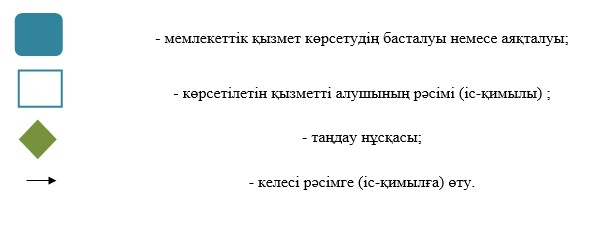 - мемлекеттік қызмет көрсетудің басталуы немесе аяқталуы;
- көрсетілетін қызметті алушының рәсімі (іс-қимылы) ;
- таңдау нұсқасы;
- келесі рәсімге (іс-қимылға) өту.